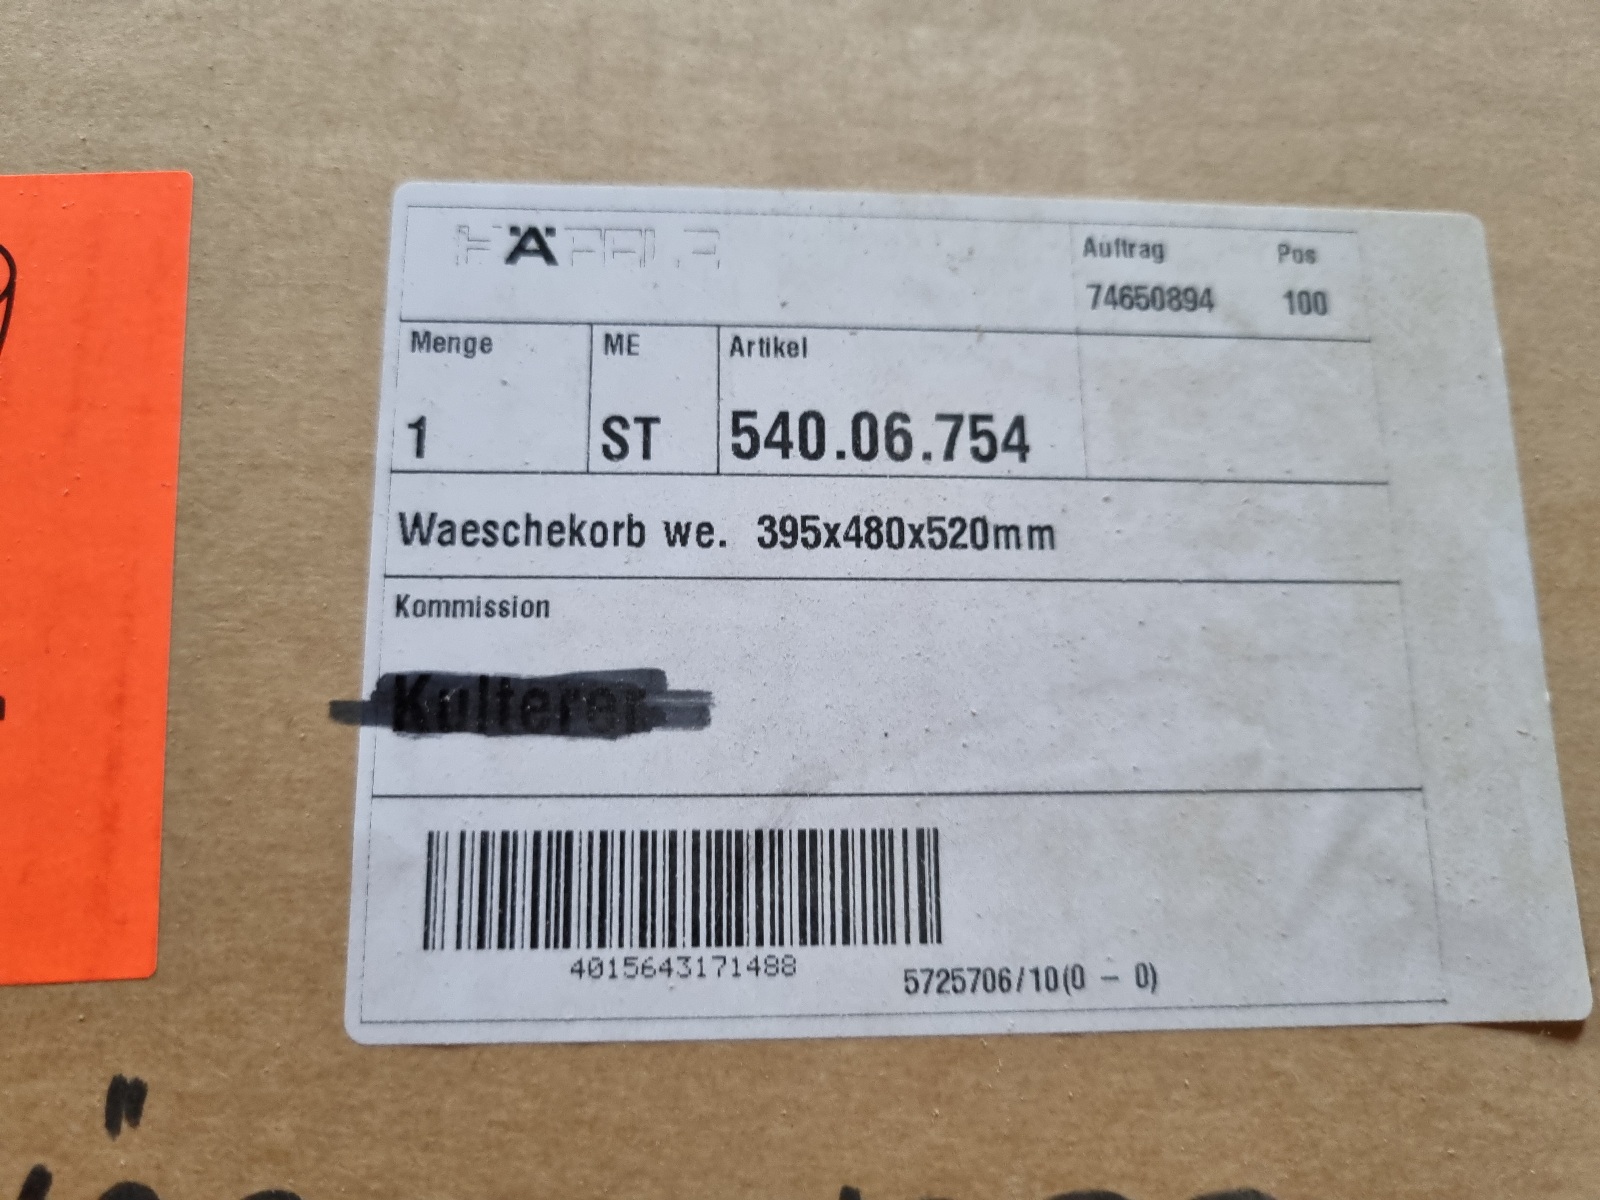 HÄFELE
Auftrag Pos
74650894 100
Menge ME Artikel
1 ST 540.06.754
Waeschekorb we. 395x480x520mm
Kommission
4015643171488
5725706/10(0 – 0)